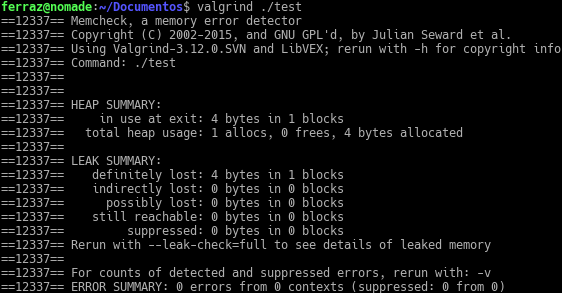 ferraz@nomade:~/Documentos$ valgrind ./test
==12337== Memcheck, a memory error detector
==12337== Copyright (C) 2002-2015, and GNU GPL'd, by Julian Seward et al.
==12337== Using Valgrind-3.12.0.SVN and LibVEX; rerun with -h for copyright info
==12337== Command: ./test
==12337==
==12337==
==12337== HEAP SUMMARY:
==12337==     in use at exit: 4 bytes in 1 blocks
==12337==   total heap usage: 1 allocs, 0 frees, 4 bytes allocated
==12337==
==12337== LEAK SUMMARY:
==12337==    definitely lost: 4 bytes in 1 blocks
==12337==    indirectly lost: 0 bytes in 0 blocks
==12337==      possibly lost: 0 bytes in 0 blocks
==12337==    still reachable: 0 bytes in 0 blocks
==12337==         suppressed: 0 bytes in 0 blocks
==12337== Rerun with --leak-check=full to see details of leaked memory
==12337==
==12337== For counts of detected and suppressed errors, rerun with: -v
==12337== ERROR SUMMARY: 0 errors from 0 contexts (suppressed: 0 from 0)